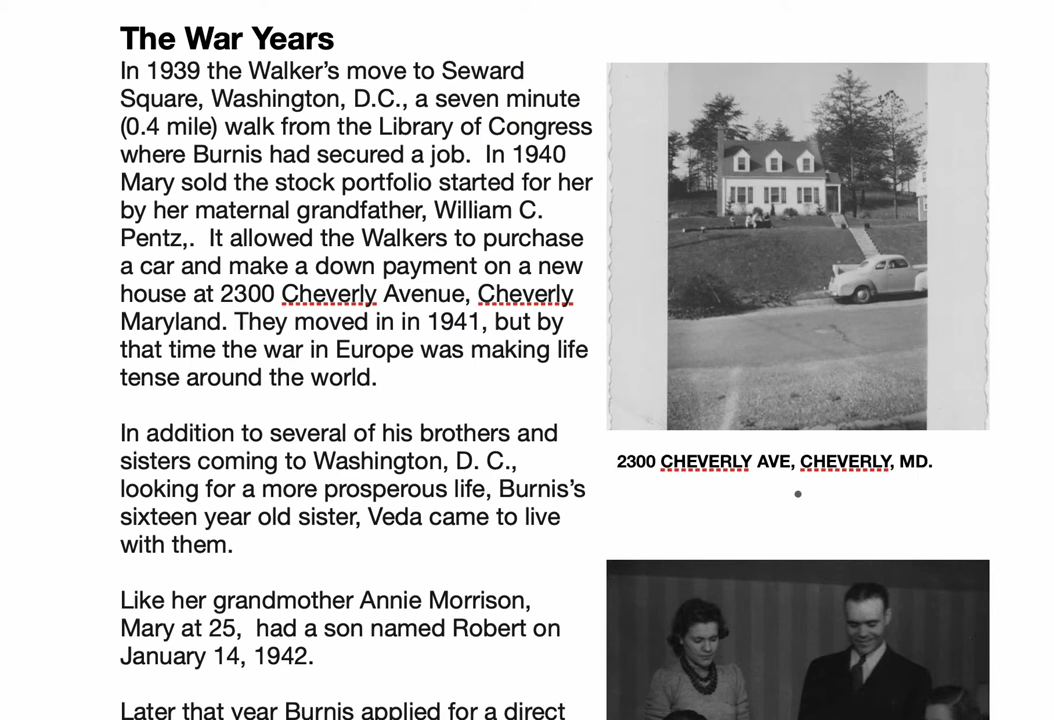 The War Years
In 1939 the Walker’s move to Seward
Square, Washington, D.C., a seven minute
(0.4 mile) walk from the Library of Congress
where Burnis had secured a job.  In 1940
Mary sold the stock portfolio started for her
by her maternal grandfather, William C.
Pentz,.  It allowed the Walkers to purchase
a car and make a down payment on a new
house at 2300 Cheverly Avenue, Cheverly
Maryland. They moved in in 1941, but by
that time the war in Europe was making life
tense around the world.
In addition to several of his brothers and
sisters coming to Washington, D. C.,
looking for a more prosperous life, Burnis’s
sixteen year old sister, Veda came to live
with them.
Like her grandmother Annie Morrison,
Mary at 25,  had a son named Robert on
January 14, 1942.
Later that year Burnis applied for a direct
2300 CHEVERLY AVE, CHEVERLY, MD.